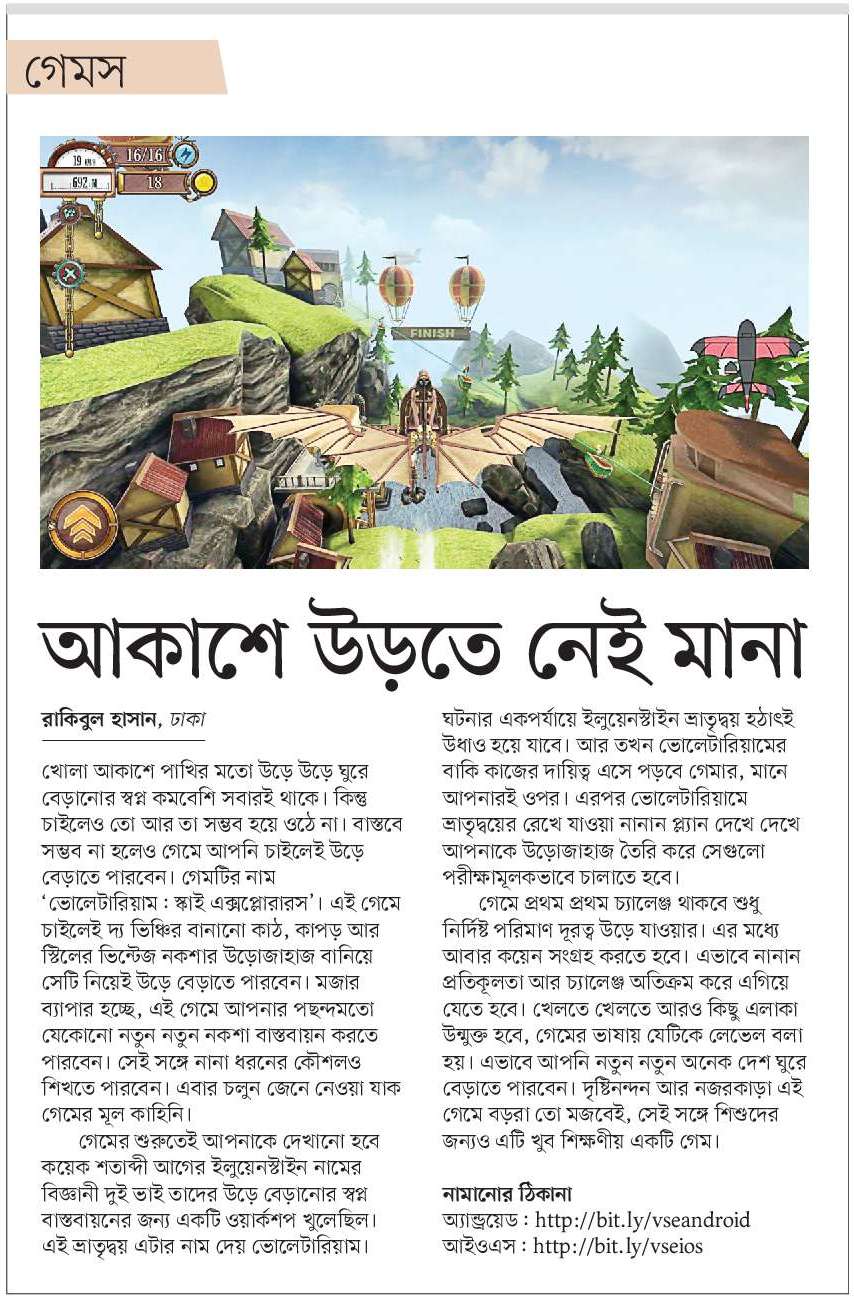 গেমস
19 KM/H
16/16
692 M
18
FINISH
আকাশে উড়তে নেই মানা
রাকিবুল হাসান, ঢাকা
খোলা আকাশে পাখির মতো উড়ে উড়ে ঘুরে
বেড়ানোর স্বপ্ন কমবেশি সবারই থাকে। কিন্তু
চাইলেও তো আর তা সম্ভব হয়ে ওঠে না। বাস্তবে
সম্ভব না হলেও গেমে আপনি চাইলেই উড়ে
বেড়াতে পারবেন। গেমটির নাম
‘ভোলেটারিয়াম : স্কাই এক্সপ্লোরারস’। এই গেমে
চাইলেই দ্য ভিঞ্চির বানানো কাঠ, কাপড় আর
স্টিলের ভিন্টেজ নকশার উড়োজাহাজ বানিয়ে
সেটি নিয়েই উড়ে বেড়াতে পারবেন। মজার
ব্যাপার হচ্ছে, এই গেমে আপনার পছন্দমতো
যেকোনো নতুন নতুন নকশা বাস্তবায়ন করতে
পারবেন। সেই সঙ্গে নানা ধরনের কৌশলও
শিখতে পারবেন। এবার চলুন জেনে নেওয়া যাক
গেমের মূল কাহিনি।
গেমের শুরুতেই আপনাকে দেখানো হবে
কয়েক শতাব্দী আগের ইলুয়েনস্টাইন নামের
বিজ্ঞানী দুই ভাই তাদের উড়ে বেড়ানোর স্বপ্ন
বাস্তবায়নের জন্য একটি ওয়ার্কশপ খুলেছিল।
এই ভ্রাতৃদ্বয় এটার নাম দেয় ভোলেটারিয়াম।
ঘটনার একপর্যায়ে ইলুয়েনস্টাইন ভ্রাতৃদ্বয় হঠাৎই
উধাও হয়ে যাবে। আর তখন ভোলেটারিয়ামের
বাকি কাজের দায়িত্ব এসে পড়বে গেমার, মানে
আপনারই ওপর। এরপর ভোলেটারিয়ামে
ভ্রাতৃদ্বয়ের রেখে যাওয়া নানান প্ল্যান দেখে দেখে
আপনাকে উড়োজাহাজ তৈরি করে সেগুলো
পরীক্ষামূলকভাবে চালাতে হবে।
গেমে প্রথম প্রথম চ্যালেঞ্জ থাকবে শুধু
নির্দিষ্ট পরিমাণ দূরত্ব উড়ে যাওয়ার। এর মধ্যে
আবার কয়েন সংগ্রহ করতে হবে। এভাবে নানান
প্রতিকূলতা আর চ্যালেঞ্জ অতিক্রম করে এগিয়ে
যেতে হবে। খেলতে খেলতে আরও কিছু এলাকা
উন্মুক্ত হবে, গেমের ভাষায় যেটিকে লেভেল বলা
হয়। এভাবে আপনি নতুন নতুন অনেক দেশ ঘুরে
বেড়াতে পারবেন। দৃষ্টিনন্দন আর নজরকাড়া এই
গেমে বড়রা তো মজবেই, সেই সঙ্গে শিশুদের
জন্যও এটি খুব শিক্ষণীয় একটি গেম।
নামানোর ঠিকানা
অ্যান্ড্রয়েড : http://bit.ly/vseandroid
আইওএস : http://bit.ly/vseios